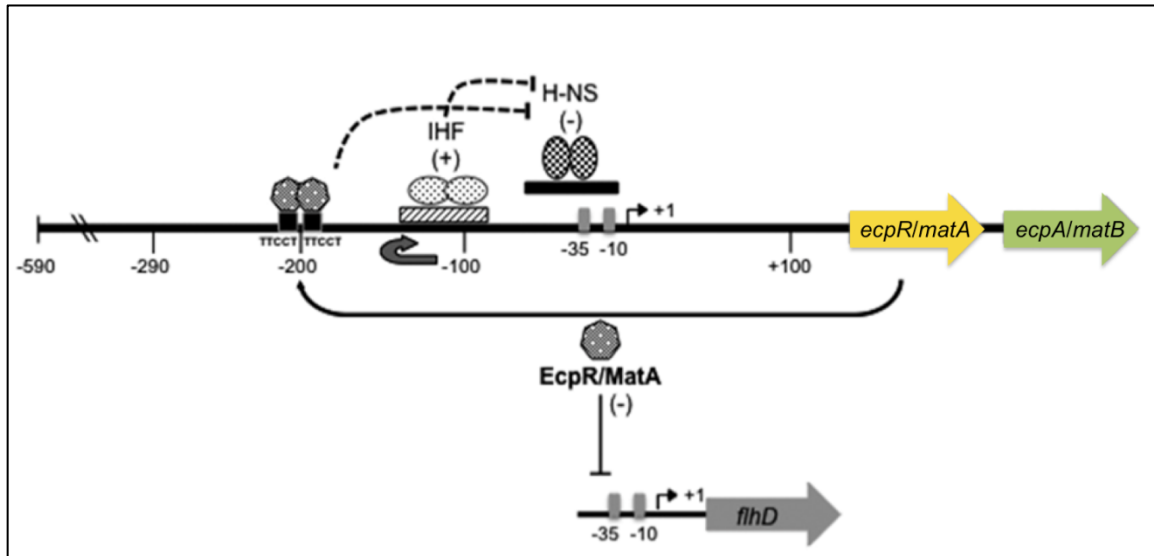 H-NS
(-)
IHF
(+)
+1
ecpR/matA
ecpA/matB
TTCCT TTCCT
-35 -10
-590 -290 -200 -100 +100
EcpR/MatA
(-)
+1
flhD
-35 -10